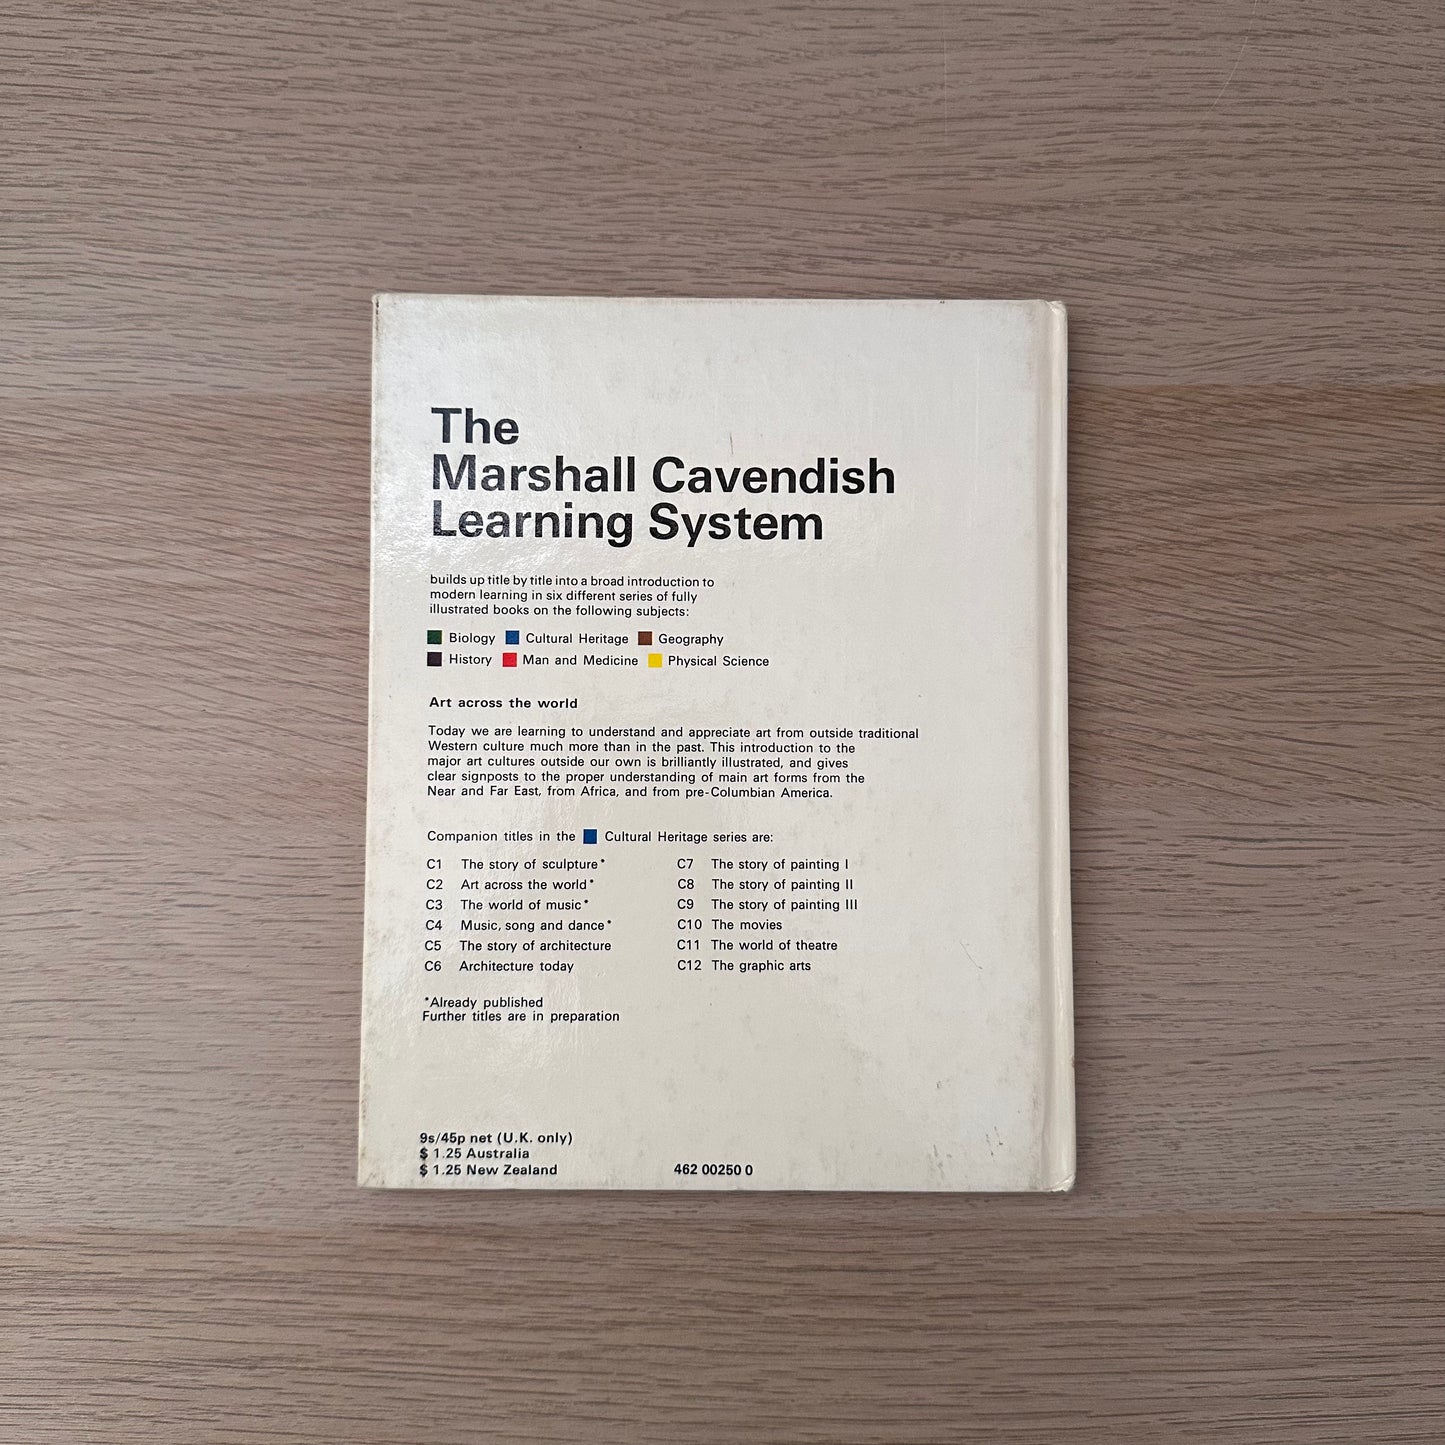 The
Marshall Cavendish
Learning System
builds up title by title into a broad introduction to
modern learning in six different series of fully
illustrated books on the following subjects:
Biology Cultural Heritage Geography
History Man and Medicine Physical Science
Art across the world
Today we are learning to understand and appreciate art from outside traditional
Western culture much more than in the past. This introduction to the
major art cultures outside our own is brilliantly illustrated, and gives
clear signposts to the proper understanding of main art forms from the
Near and Far East, from Africa, and from pre-Columbian America.
Companion titles in the Cultural Heritage series are:
C1 The story of sculpture*
C2 Art across the world*
C3 The world of music*
C4 Music, song and dance*
C5 The story of architecture
C6 Architecture today
C7 The story of painting I
C8 The story of painting II
C9 The story of painting III
C10 The movies
C11 The world of theatre
C12 The graphic arts
*Already published
Further titles are in preparation
9s/45p net (U.K. only)
$ 1.25 Australia
$ 1.25 New Zealand
462 00250 0